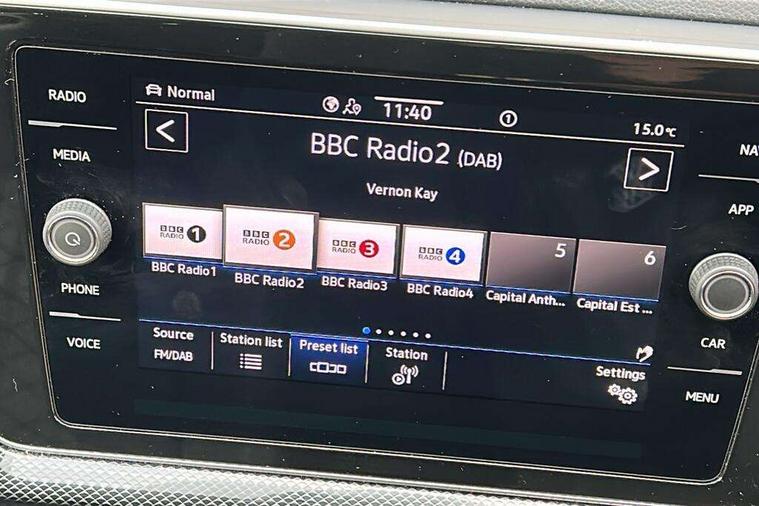 RADIO
MEDIA
PHONE
VOICE
Normal
11:40
1
15.0°C
<
BBC Radio2 (DAB)
>
Vernon Kay
BBC RADIO 1
BBC RADIO 2
BBC RADIO 3
BBC RADIO 4
5
6
BBC Radio1
BBC Radio2
BBC Radio3
BBC Radio4
Capital Anth...
Capital Est ...
Source
FM/DAB
Station list
Preset list
Station
Settings
NA
APP
CAR
MENU